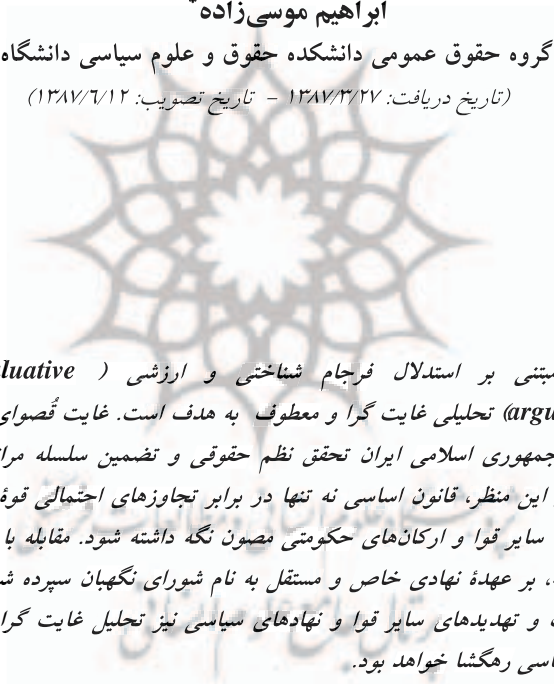 ابراهیم موسی‌زاده*
گروه حقوق عمومی دانشکده حقوق و علوم سیاسی دانشگاه
(تاریخ دریافت: ۱۳۸۷/۳/۲۷ – تاریخ تصویب: ۱۳۸۷/۶/۱۲)
مبتنی بر استدلال فرجام شناختی و ارزشی ( luative
argu) تحلیلی غایت گرا و معطوف به هدف است. غایت قُصوای
جمهوری اسلامی ایران تحقق نظم حقوقی و تضمین سلسله مرا
این منظر، قانون اساسی نه تنها در برابر تجاوزهای احتمالی قوهٔ
سایر قوا و ارکان‌های حکومتی مصون نگه داشته شود. مقابله با
، بر عهدهٔ نهادی خاص و مستقل به نام شورای نگهبان سپرده ش
و تهدیدهای سایر قوا و نهادهای سیاسی نیز تحلیل غایت گرا
اسی رهگشا خواهد بود.